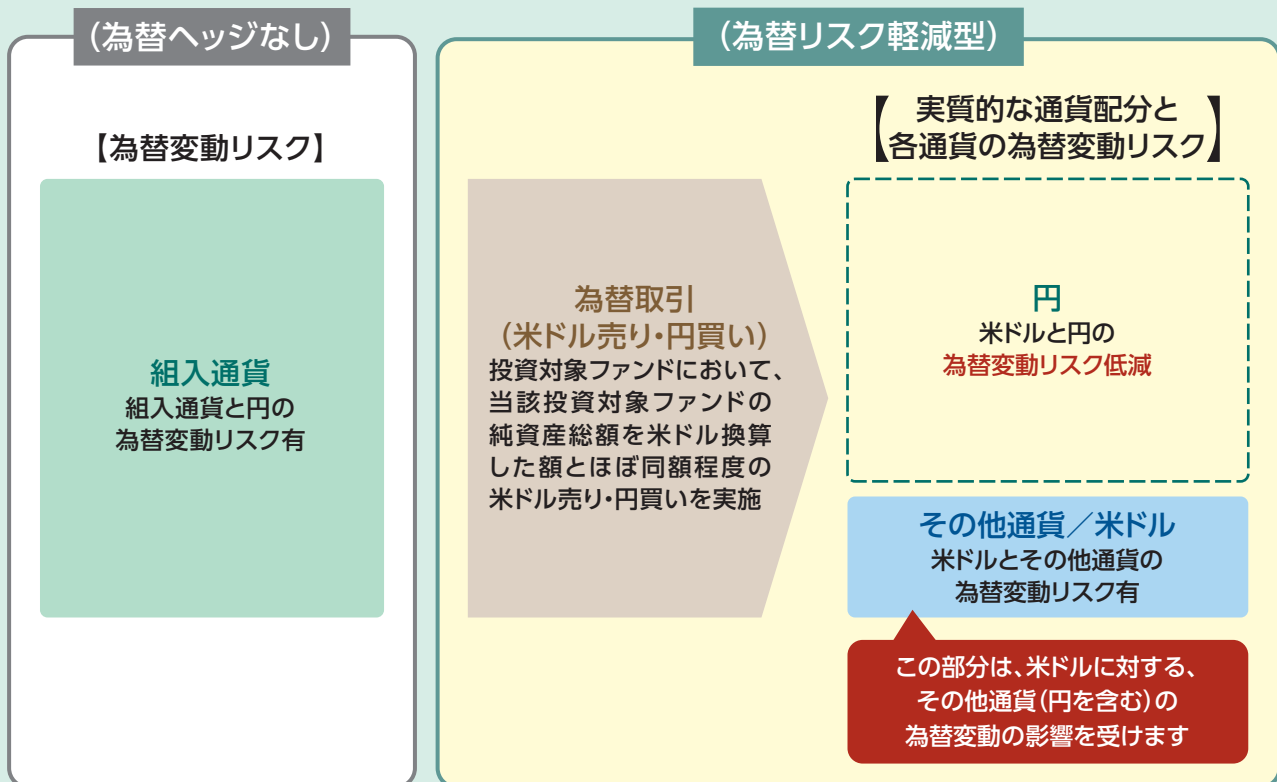 （為替ヘッジなし）
【為替変動リスク】
組入通貨
組入通貨と円の
為替変動リスク有
（為替リスク軽減型）
為替取引
（米ドル売り・円買い）
投資対象ファンドにおいて、
当該投資対象ファンドの
純資産総額を米ドル換算
した額とほぼ同額程度の
米ドル売り・円買いを実施
【実質的な通貨配分と
各通貨の為替変動リスク】
円
米ドルと円の
為替変動リスク低減
その他通貨／米ドル
米ドルとその他通貨の
為替変動リスク有
この部分は、米ドルに対する、
その他通貨（円を含む）の
為替変動の影響を受けます